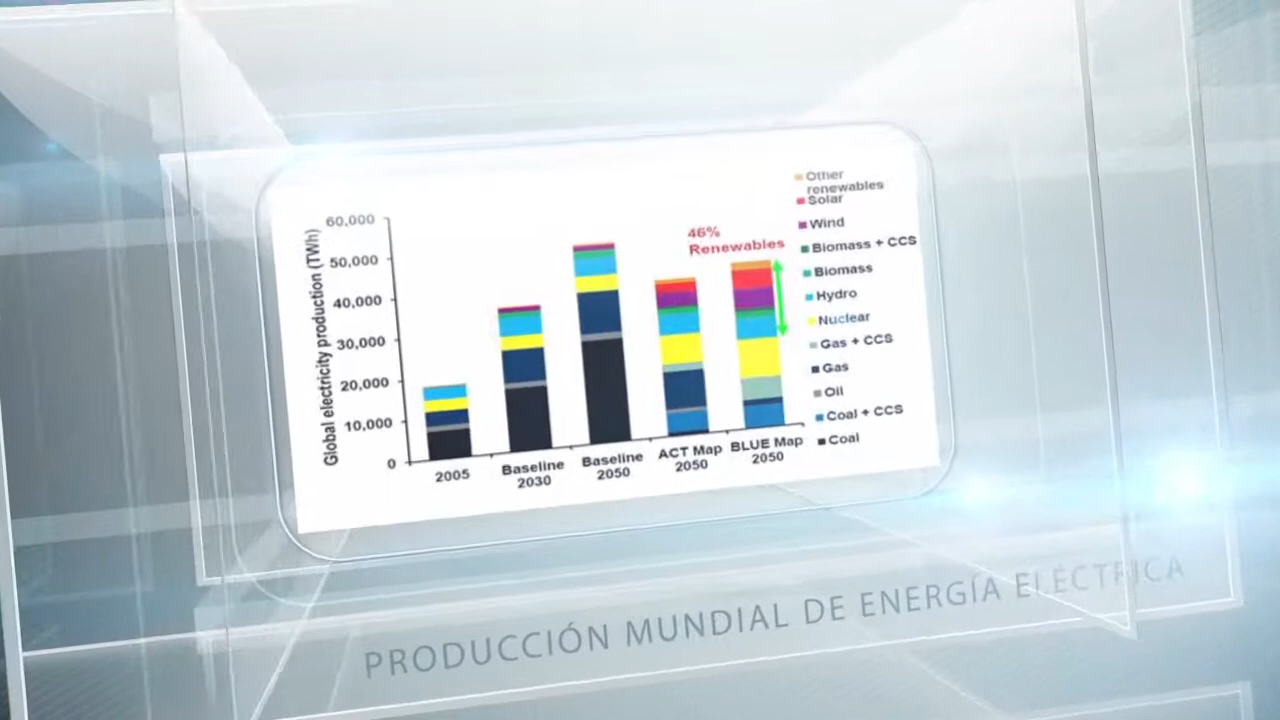 Global electricity production (TWh)
60,000
50,000
40,000
30,000
20,000
10,000
0
2005
Baseline
2030
Baseline
2050
ACT Map
2050
BLUE Map
2050
46%
Renewables
Other
renewables
Solar
Wind
Biomass + CCS
Biomass
Hydro
Nuclear
Gas + CCS
Gas
Oil
Coal + CCS
Coal
PRODUCCIÓN MUNDIAL DE ENERGÍA ELÉCTRICA